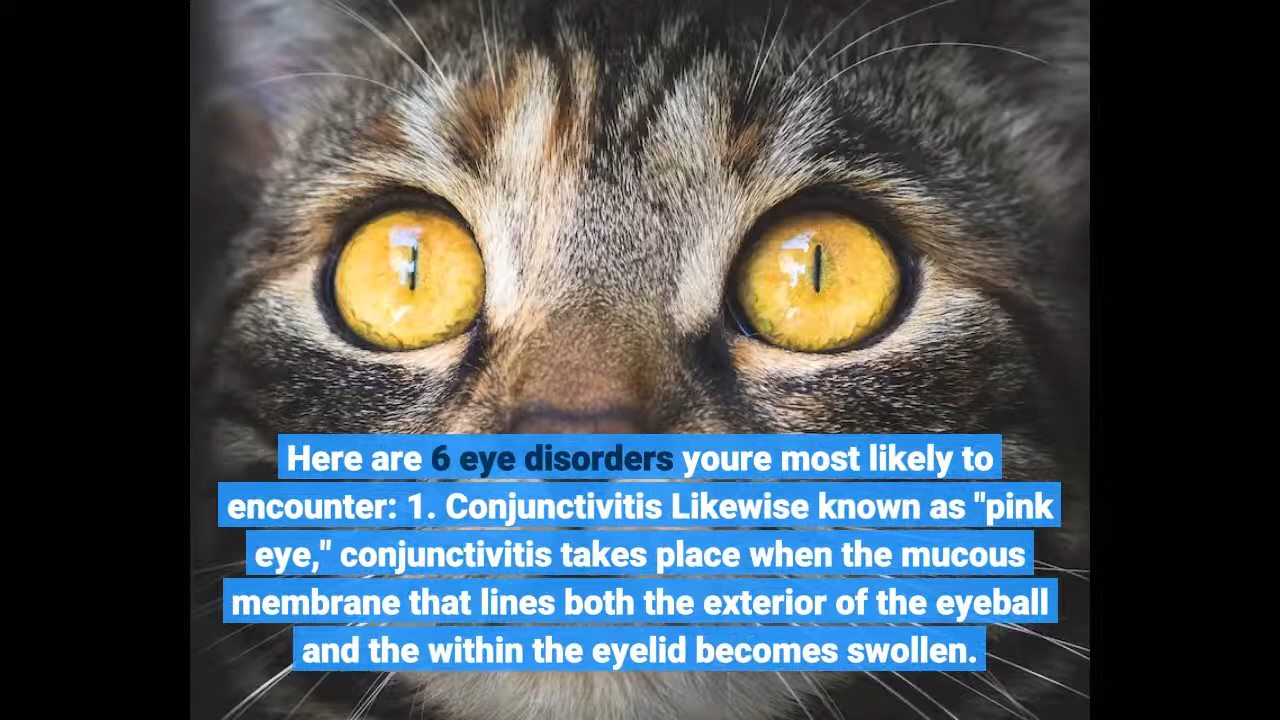 Here are 6 eye disorders youre most likely to
encounter: 1. Conjunctivitis Likewise known as "pink
eye," conjunctivitis takes place when the mucous
membrane that lines both the exterior of the eyeball
and the within the eyelid becomes swollen.